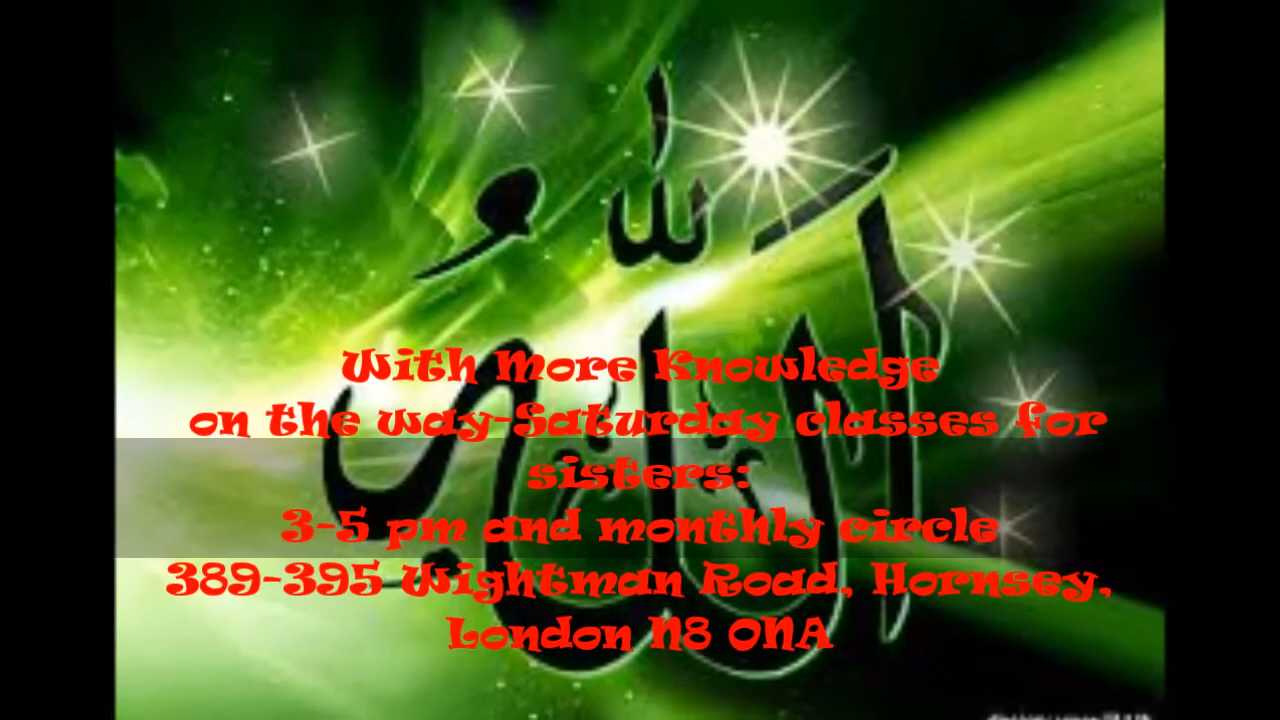 اَللّٰهُ
With More Knowledge
on the way-Saturday classes for
sisters:
3-5 pm and monthly circle
389-395 Wightman Road, Hornsey,
London N8 0NA